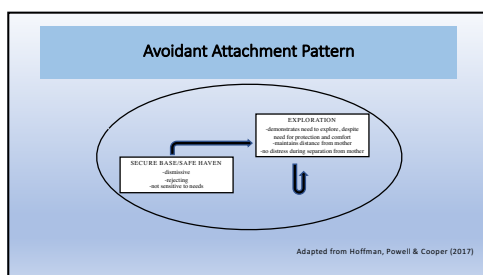 Avoidant Attachment Pattern
EXPLORATION
-demonstrates need to explore, despite
need for protection and comfort
-maintains distance from mother
-no distress during separation from mother
SECURE BASE/SAFE HAVEN
-dismissive
-rejecting
-not sensitive to needs
Adapted from Hoffman, Powell & Cooper (2017)